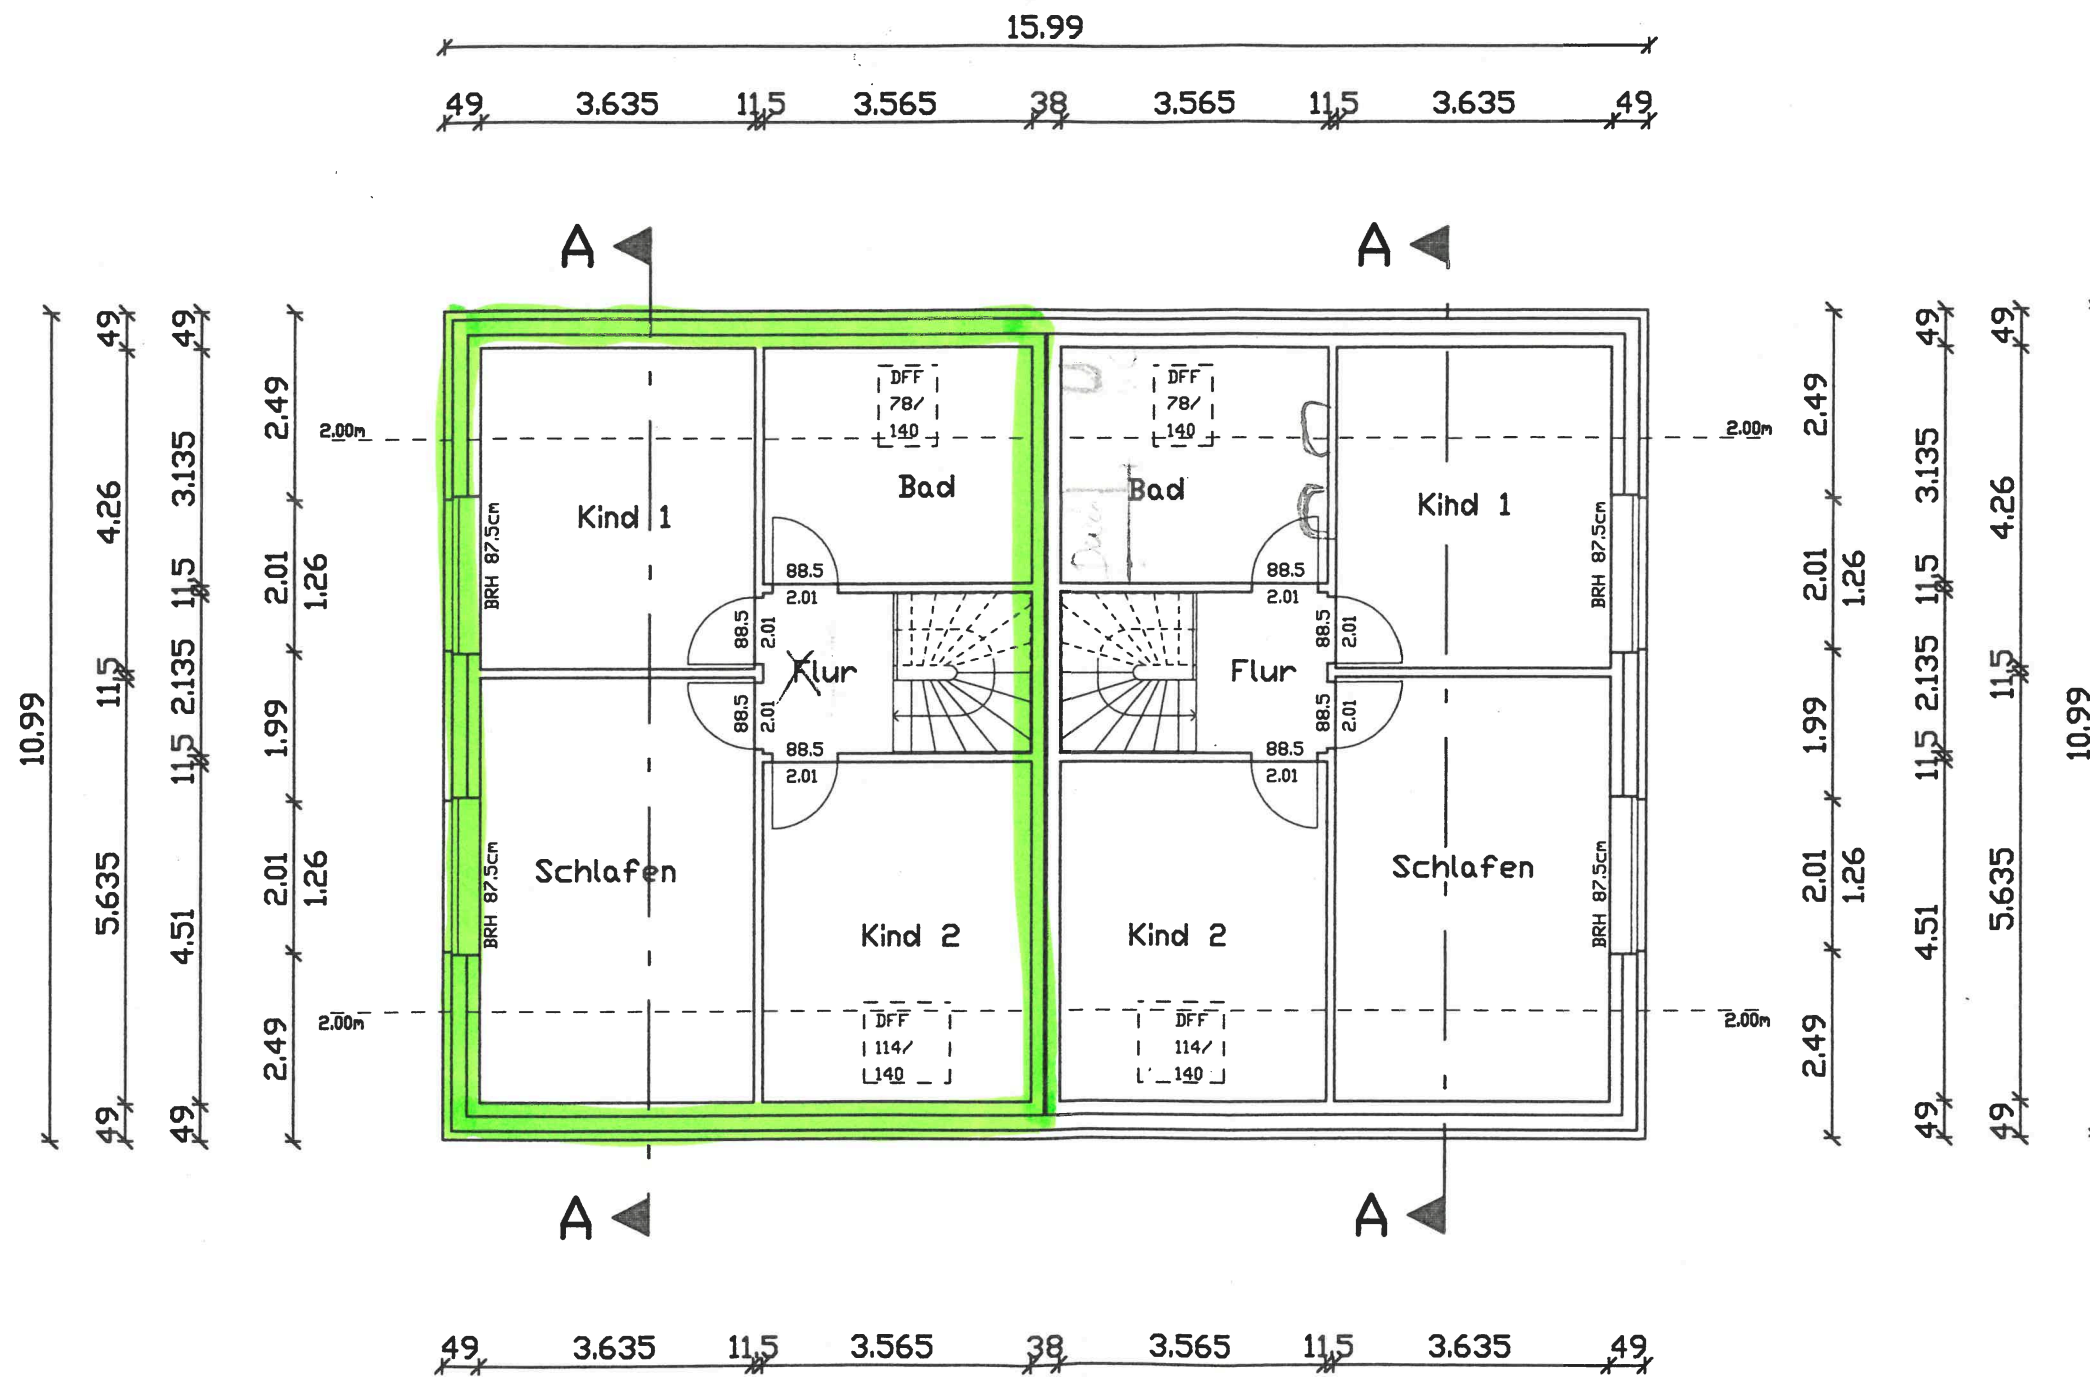 15.99
49 3.635 11.5 3.565 38 3.565 11.5 3.635 49
A A
49 4.26 11.5 5.635 49
49 3.135 11.5 2.135 11.5 4.51 49
2.49 2.01 1.99 2.01 2.49
1.26 1.26
10.99
2.00m 2.00m
DFF DFF
78/ 78/
140 140
Bad Bad
Kind 1 Kind 1
BRH 87.5cm BRH 87.5cm
88.5 88.5
2.01 2.01
88.5 2.01 88.5 2.01
Flur Flur
88.5 2.01 88.5 2.01
88.5 88.5
2.01 2.01
Schlafen Schlafen
BRH 87.5cm BRH 87.5cm
Kind 2 Kind 2
2.00m 2.00m
DFF DFF
114/ 114/
140 140
2.49 2.01 1.99 2.01 2.49
1.26 1.26
49 3.135 11.5 2.135 11.5 4.51 49
49 4.26 11.5 5.635 49
10.99
A A
49 3.635 11.5 3.565 38 3.565 11.5 3.635 49